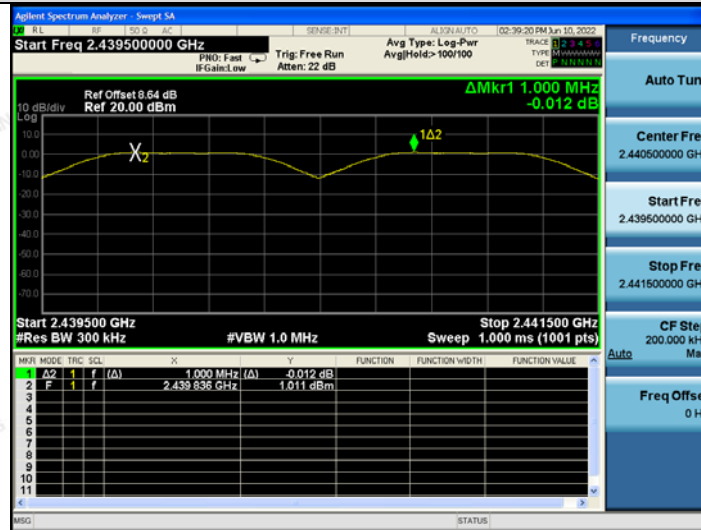 Agilent Spectrum Analyzer - Swept SA
RL RF 50 Ω AC SENSE:INT ALIGNAUTO 02:39:20 PM Jun 10, 2022
Start Freq 2.439500000 GHz
PNO: Fast
IFGain:Low
Trig: Free Run
Atten: 22 dB
Avg Type: Log-Pwr
Avg|Hold:> 100/100
TRACE 1 2 3 4 5 6
TYPE
DET P N N N N N
Ref Offset 8.64 dB
Ref 20.00 dBm
ΔMkr1 1.000 MHz
-0.012 dB
10 dB/div
Log
10.0
0.00
-10.0
-20.0
-30.0
-40.0
-50.0
-60.0
-70.0
X2
1Δ2
Start 2.439500 GHz
Stop 2.441500 GHz
#Res BW 300 kHz
#VBW 1.0 MHz
Sweep 1.000 ms (1001 pts)
MKR MODE TRC SCL X Y FUNCTION FUNCTION WIDTH FUNCTION VALUE
1 Δ2 1 f (Δ) 1.000 MHz (Δ) -0.012 dB
2 F 1 f 2.439 836 GHz 1.011 dBm
3
4
5
6
7
8
9
10
11
MSG
STATUS
Frequency
Auto Tun
Center Fre
2.440500000 GH
Start Fre
2.439500000 GH
Stop Fre
2.441500000 GH
CF Ste
200.000 kH
Auto Ma
Freq Offse
0 H